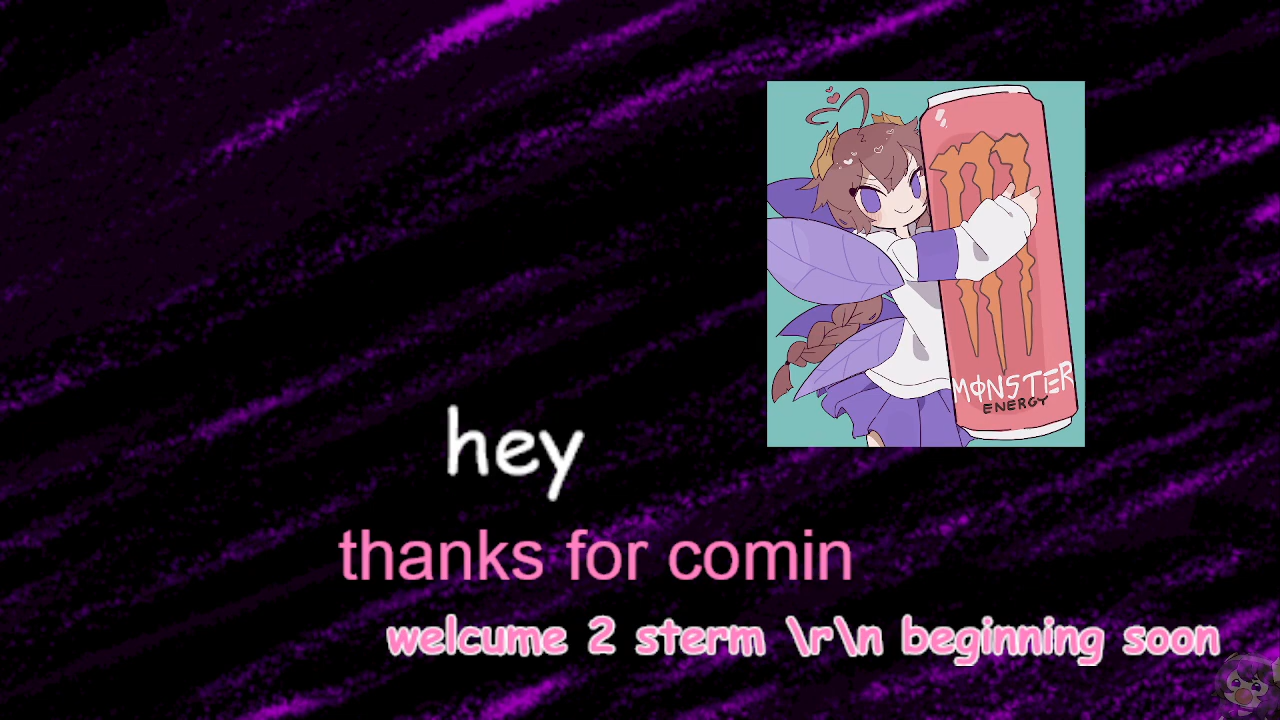 MONSTER
ENERGY
hey
thanks for comin
welcume 2 sterm \r\n beginning soon